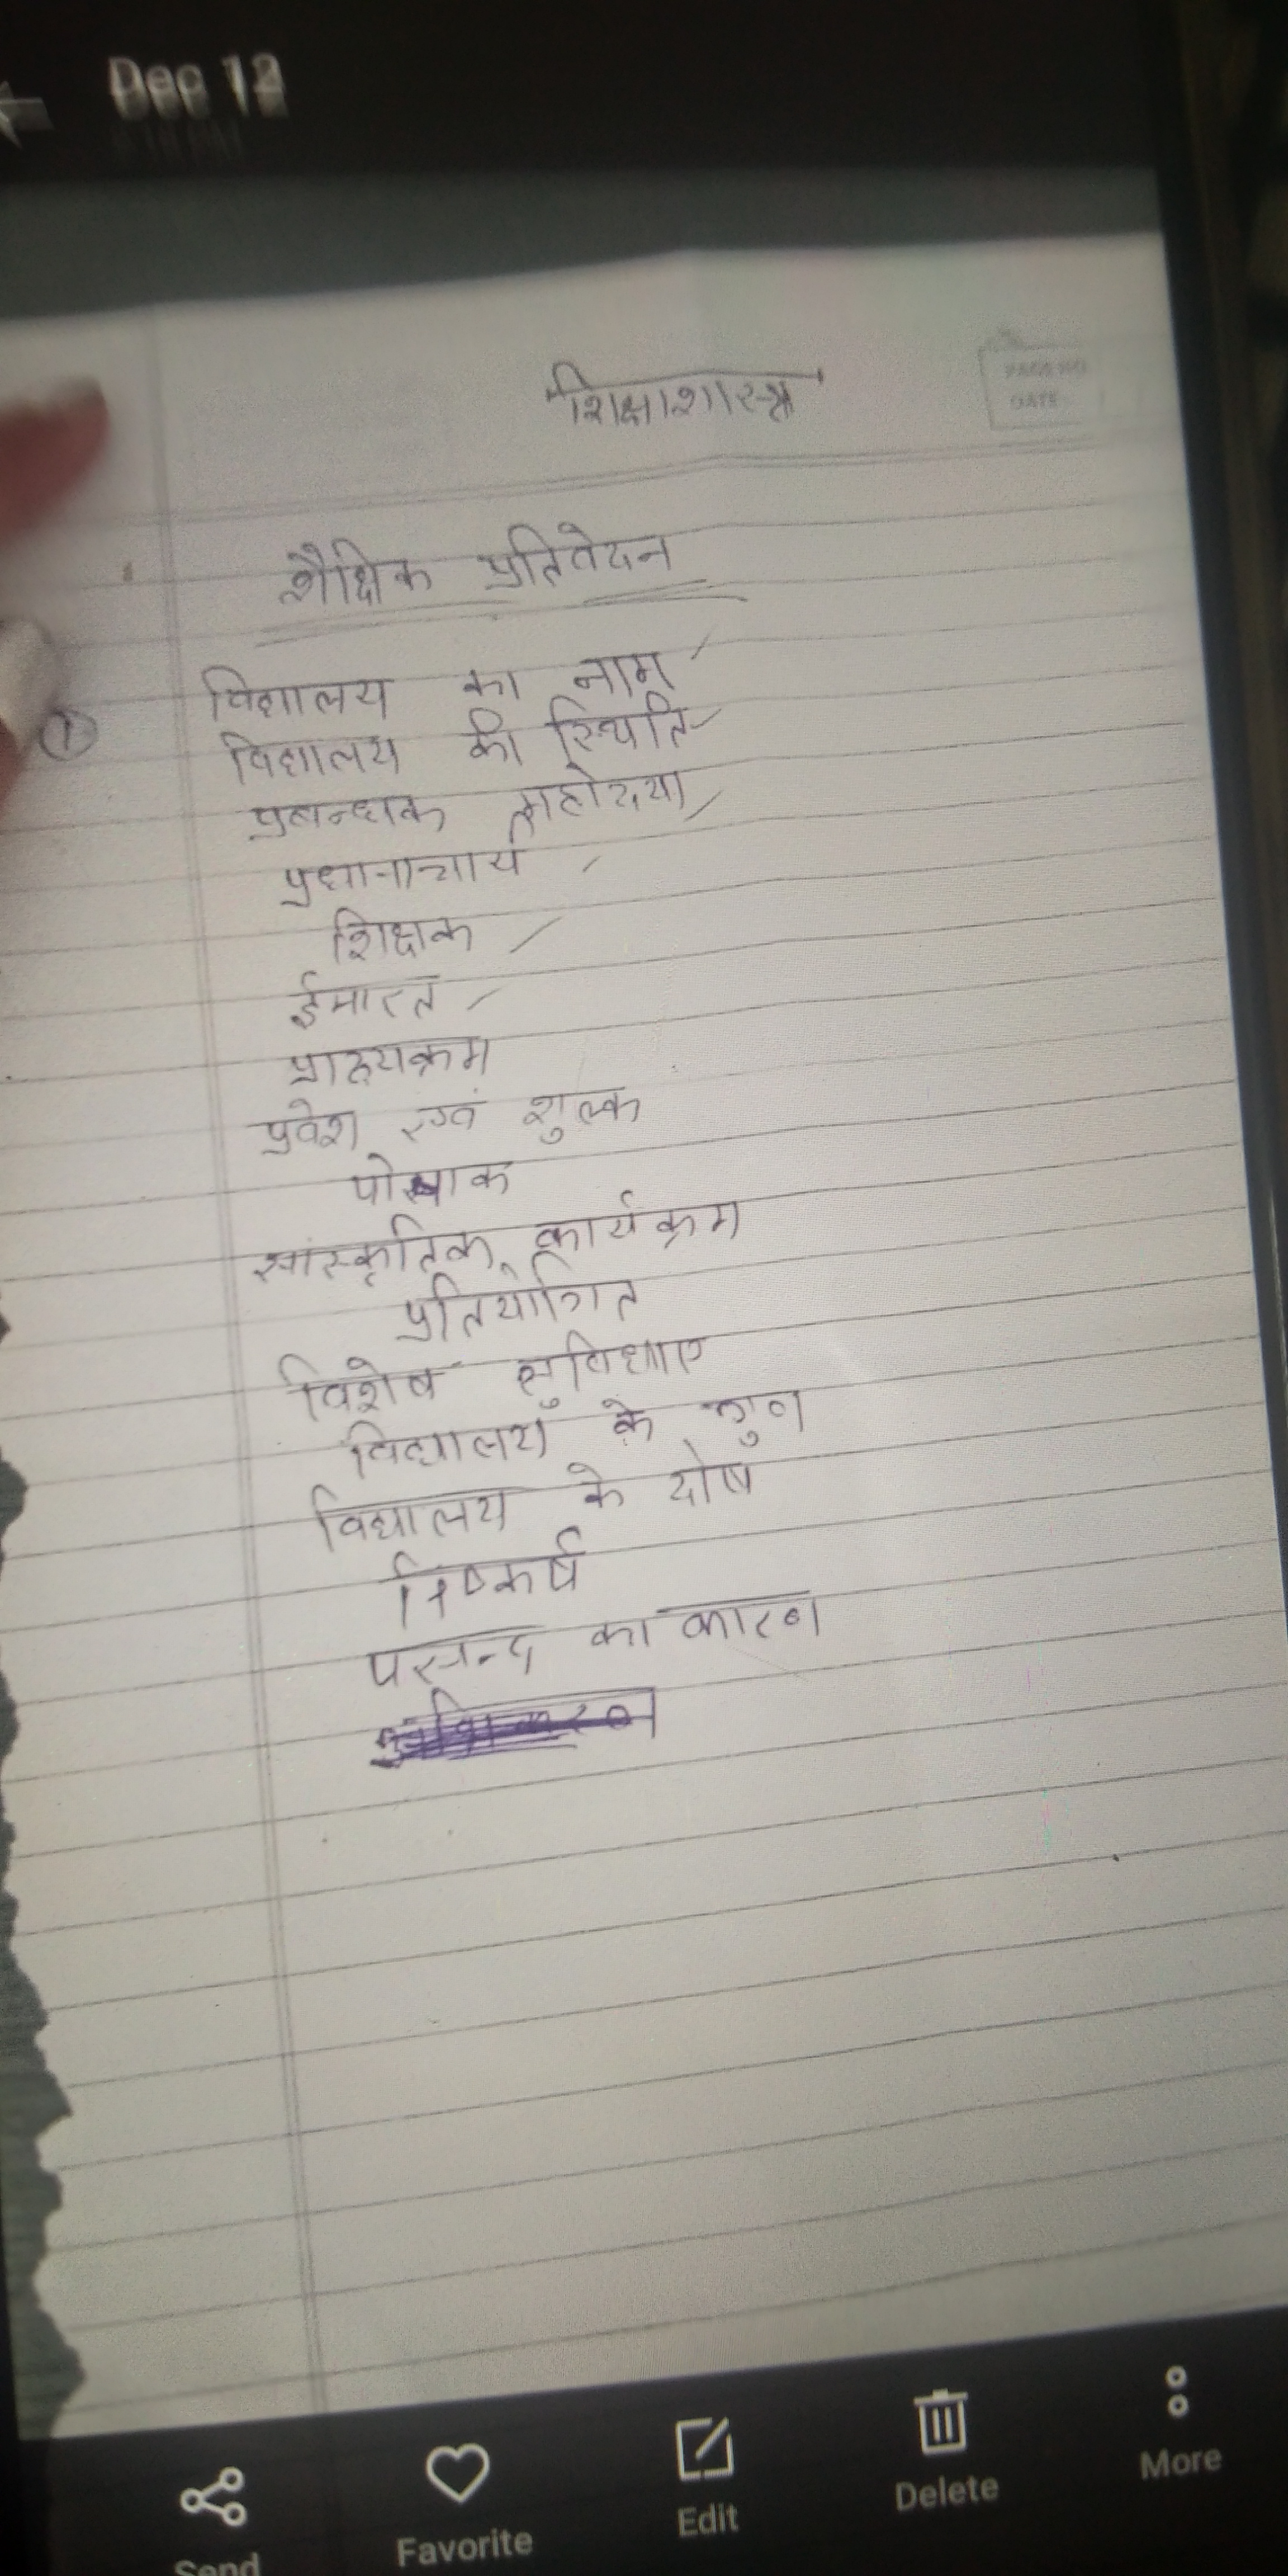 Dec 12
शिक्षाशास्त्र
PAGE NO
DATE
शैक्षिक प्रतिवेदन
① विद्यालय का नाम
विद्यालय की स्थिति
प्रबन्धक महोदया
प्रधानाचार्य
शिक्षक
ईमारत
पाठ्यक्रम
प्रवेश एवं शुल्क
पोषाक
सांस्कृतिक कार्यक्रम
प्रतियोगित
विशेष सुविधाए
विद्यालय के गुण
विद्यालय के दोष
निष्कर्ष
पसन्द का कारण
Send
Favorite
Edit
Delete
More